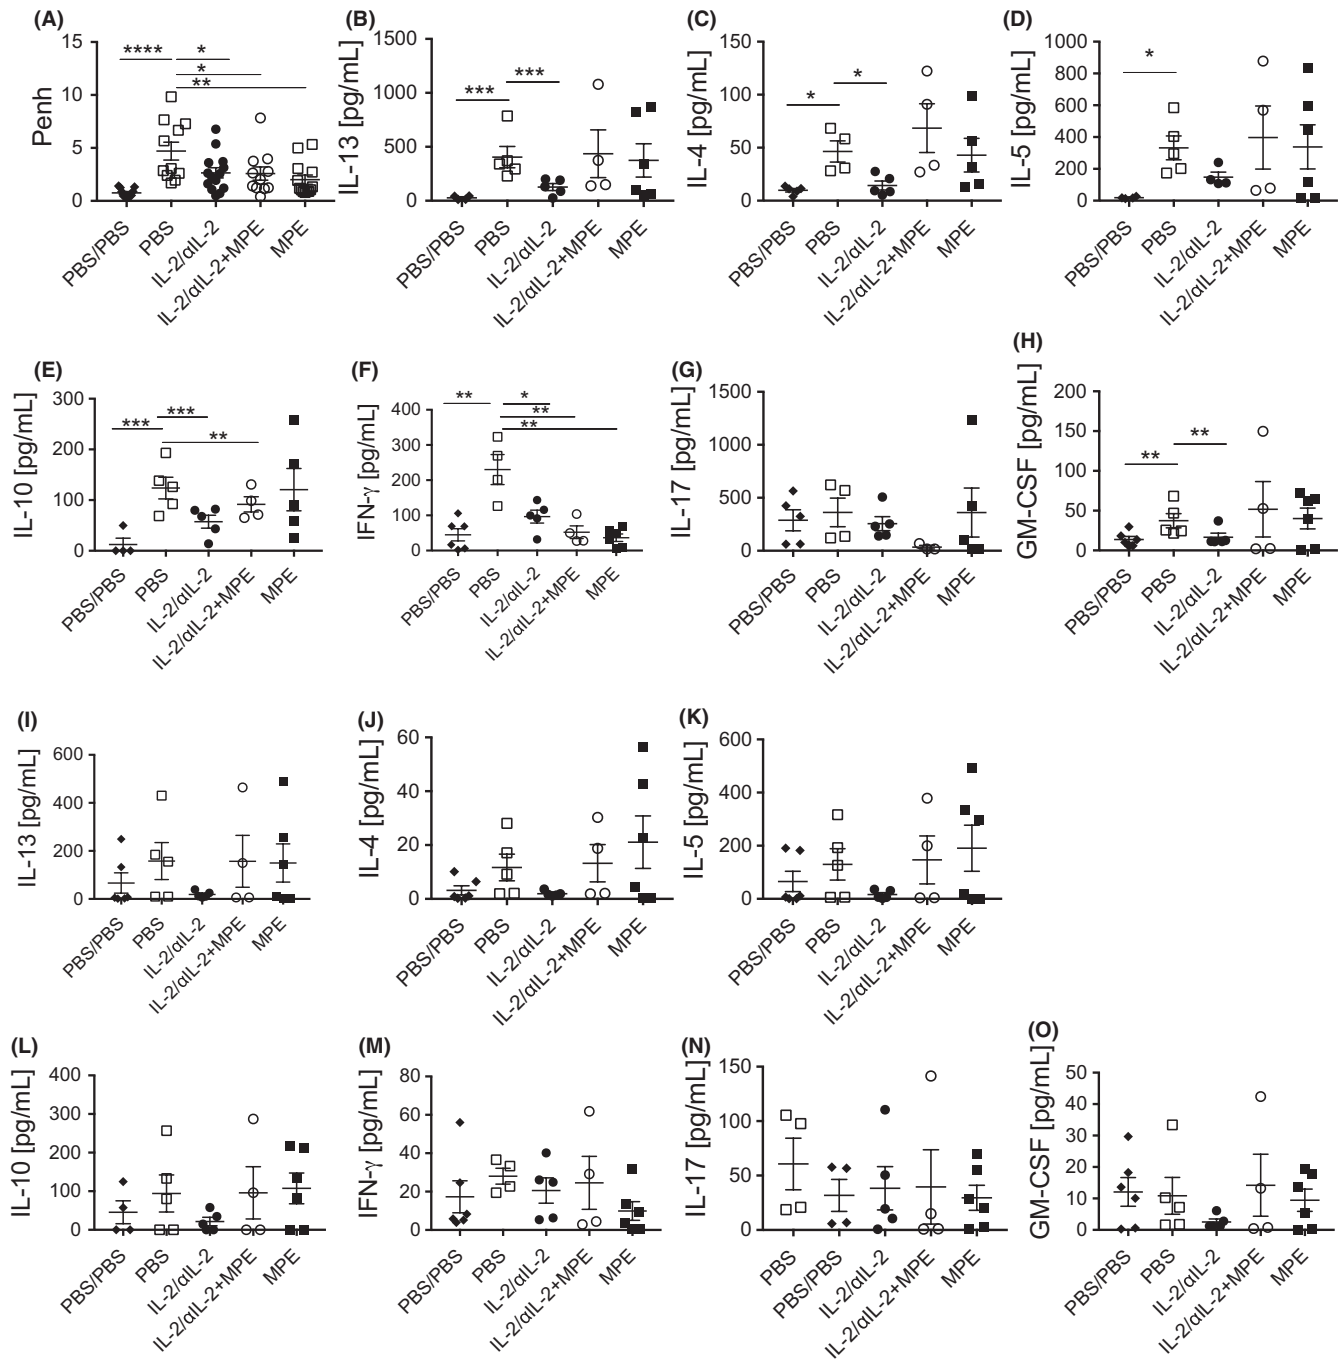 (A)
Penh
15
10
5
0
****
*
*
**
PBS/PBS
PBS
IL-2/αIL-2
IL-2/αIL-2+MPE
MPE
(B)
IL-13 [pg/mL]
1500
1000
500
0
***
***
PBS/PBS
PBS
IL-2/αIL-2
IL-2/αIL-2+MPE
MPE
(C)
IL-4 [pg/mL]
150
100
50
0
*
*
PBS/PBS
PBS
IL-2/αIL-2
IL-2/αIL-2+MPE
MPE
(D)
IL-5 [pg/mL]
1000
800
600
400
200
0
*
PBS/PBS
PBS
IL-2/αIL-2
IL-2/αIL-2+MPE
MPE
(E)
IL-10 [pg/mL]
300
200
100
0
***
***
**
PBS/PBS
PBS
IL-2/αIL-2
IL-2/αIL-2+MPE
MPE
(F)
IFN-γ [pg/mL]
400
300
200
100
0
**
*
**
**
PBS/PBS
PBS
IL-2/αIL-2
IL-2/αIL-2+MPE
MPE
(G)
IL-17 [pg/mL]
1500
1000
500
0
PBS/PBS
PBS
IL-2/αIL-2
IL-2/αIL-2+MPE
MPE
(H)
GM-CSF [pg/mL]
200
150
100
50
0
**
**
PBS/PBS
PBS
IL-2/αIL-2
IL-2/αIL-2+MPE
MPE
(I)
IL-13 [pg/mL]
600
400
200
0
PBS/PBS
PBS
IL-2/αIL-2
IL-2/αIL-2+MPE
MPE
(J)
IL-4 [pg/mL]
60
40
20
0
PBS/PBS
PBS
IL-2/αIL-2
IL-2/αIL-2+MPE
MPE
(K)
IL-5 [pg/mL]
600
400
200
0
PBS/PBS
PBS
IL-2/αIL-2
IL-2/αIL-2+MPE
MPE
(L)
IL-10 [pg/mL]
400
300
200
100
0
PBS/PBS
PBS
IL-2/αIL-2
IL-2/αIL-2+MPE
MPE
(M)
IFN-γ [pg/mL]
80
60
40
20
0
PBS/PBS
PBS
IL-2/αIL-2
IL-2/αIL-2+MPE
MPE
(N)
IL-17 [pg/mL]
150
100
50
0
PBS
PBS/PBS
IL-2/αIL-2
IL-2/αIL-2+MPE
MPE
(O)
GM-CSF [pg/mL]
50
40
30
20
10
0
PBS/PBS
PBS
IL-2/αIL-2
IL-2/αIL-2+MPE
MPE